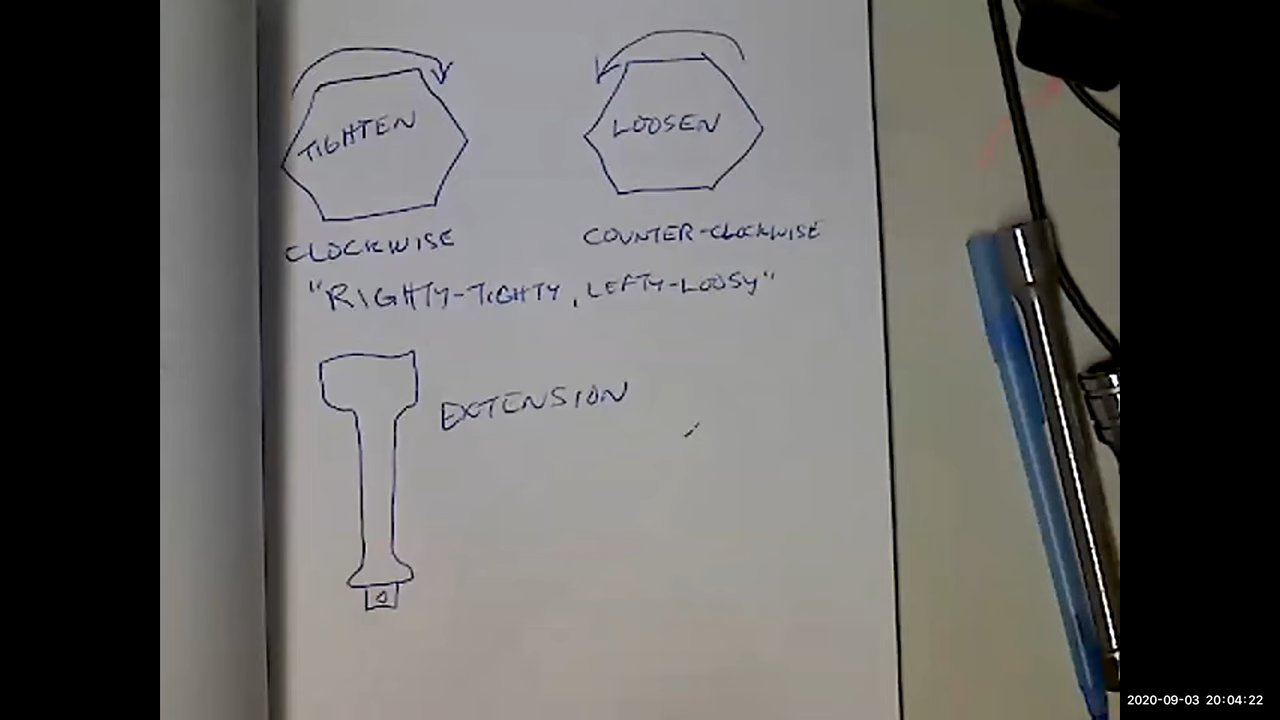 TIGHTEN
LOOSEN
CLOCKWISE
COUNTER-CLOCKWISE
"RIGHTY-TIGHTY, LEFTY-LOOSY"
EXTENSION
2020-09-03 20:04:22